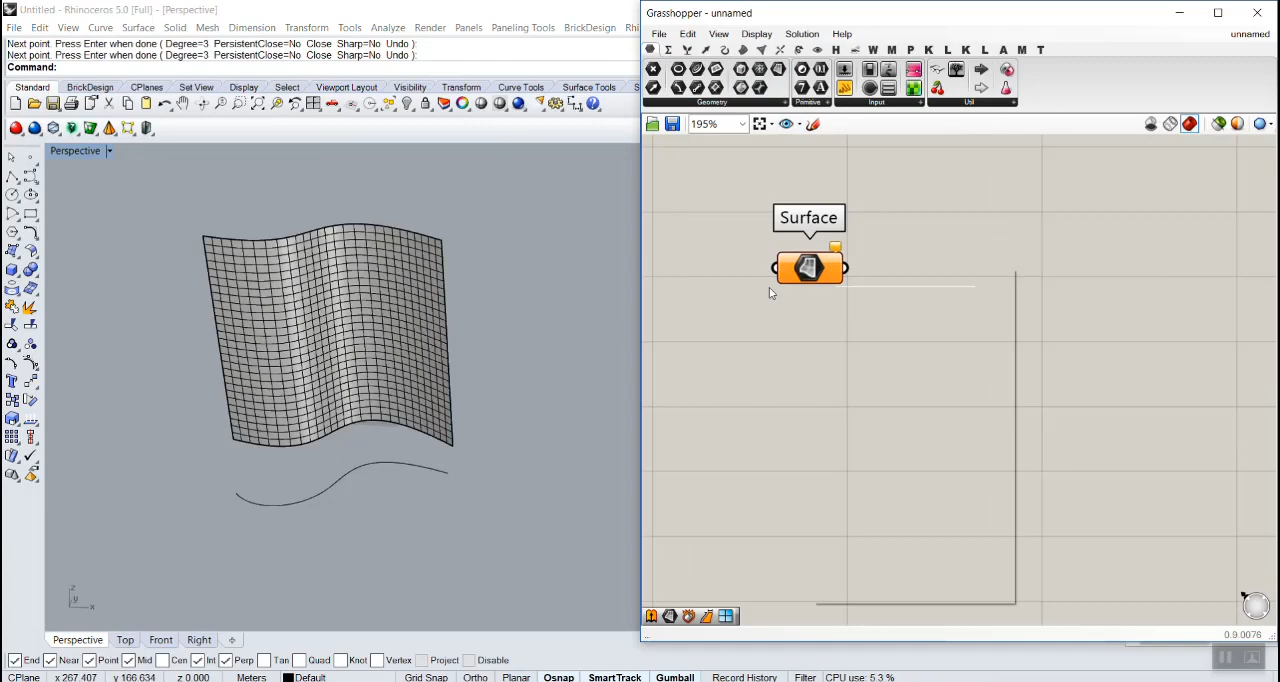 Untitled - Rhinoceros 5.0 [Full] - [Perspective]
File Edit View Curve Surface Solid Mesh Dimension Transform Tools Analyze Render Panels Paneling Tools BrickDesign
Next point. Press Enter when done ( Degree=3 PersistentClose=No Close Sharp=No Undo ):
Next point. Press Enter when done ( Degree=3 PersistentClose=No Close Sharp=No Undo ):
Command:
Standard BrickDesign CPlanes Set View Display Select Viewport Layout Visibility Transform Curve Tools Surface Tools
Perspective
Perspective Top Front Right
End Near Point Mid Cen Int Perp Tan Quad Knot Vertex Project Disable
CPlane x 267.407 y 166.634 z 0.000 Meters Default Grid Snap Ortho Planar Osnap SmartTrack Gumball Record History Filter CPU use: 5.3 %
z
y
x
Grasshopper - unnamed
File Edit View Display Solution Help unnamed
H W M P K L K L A M T
Geometry Primitive Input Util
195%
Surface
0.9.0076